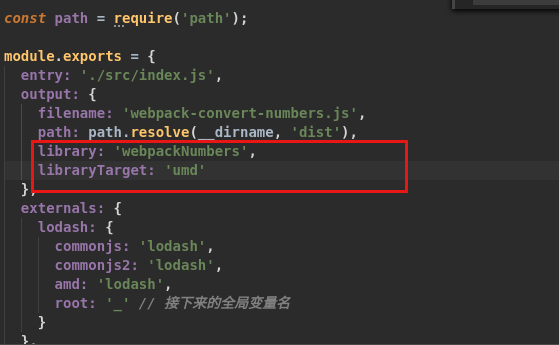 const path = require('path');
module.exports = {
entry: './src/index.js',
output: {
filename: 'webpack-convert-numbers.js',
path: path.resolve(__dirname, 'dist'),
library: 'webpackNumbers',
libraryTarget: 'umd'
},
externals: {
lodash: {
commonjs: 'lodash',
commonjs2: 'lodash',
amd: 'lodash',
root: '_' // 接下来的全局变量名
}
},